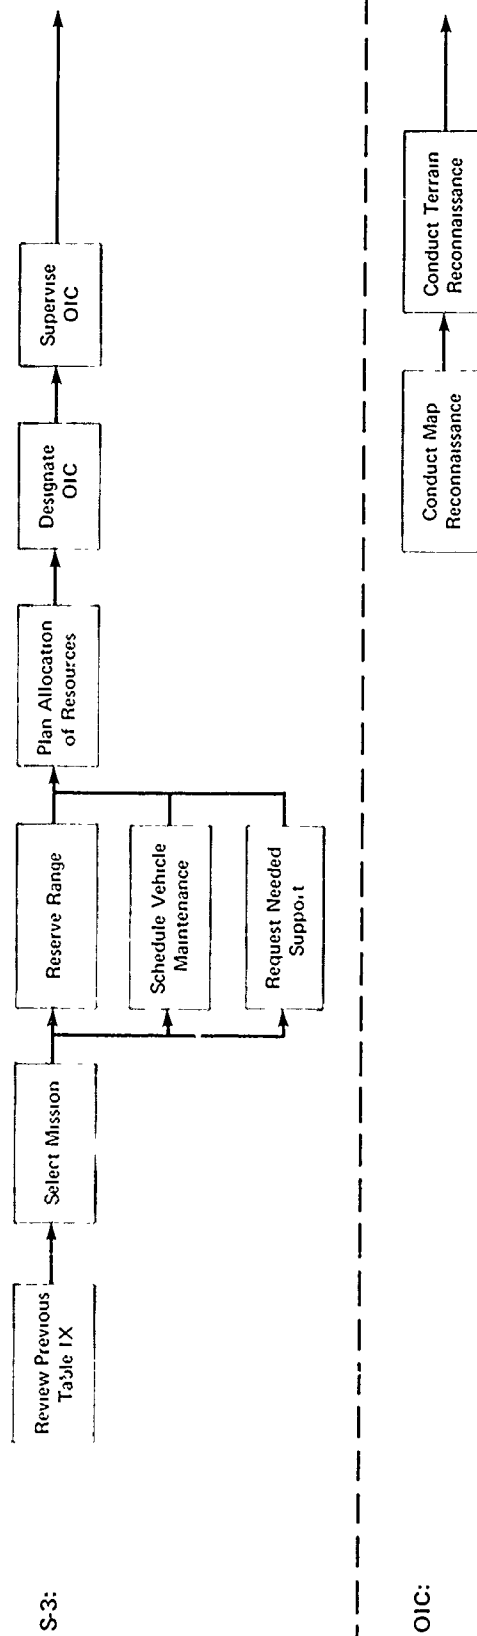 S-3:
Review Previous
Table IX
Select Mission
Reserve Range
Schedule Vehicle
Maintenance
Request Needed
Support
Plan Allocation
of Resources
Designate
OIC
Supervise
OIC
OIC:
Conduct Map
Reconnaissance
Conduct Terrain
Reconnaissance